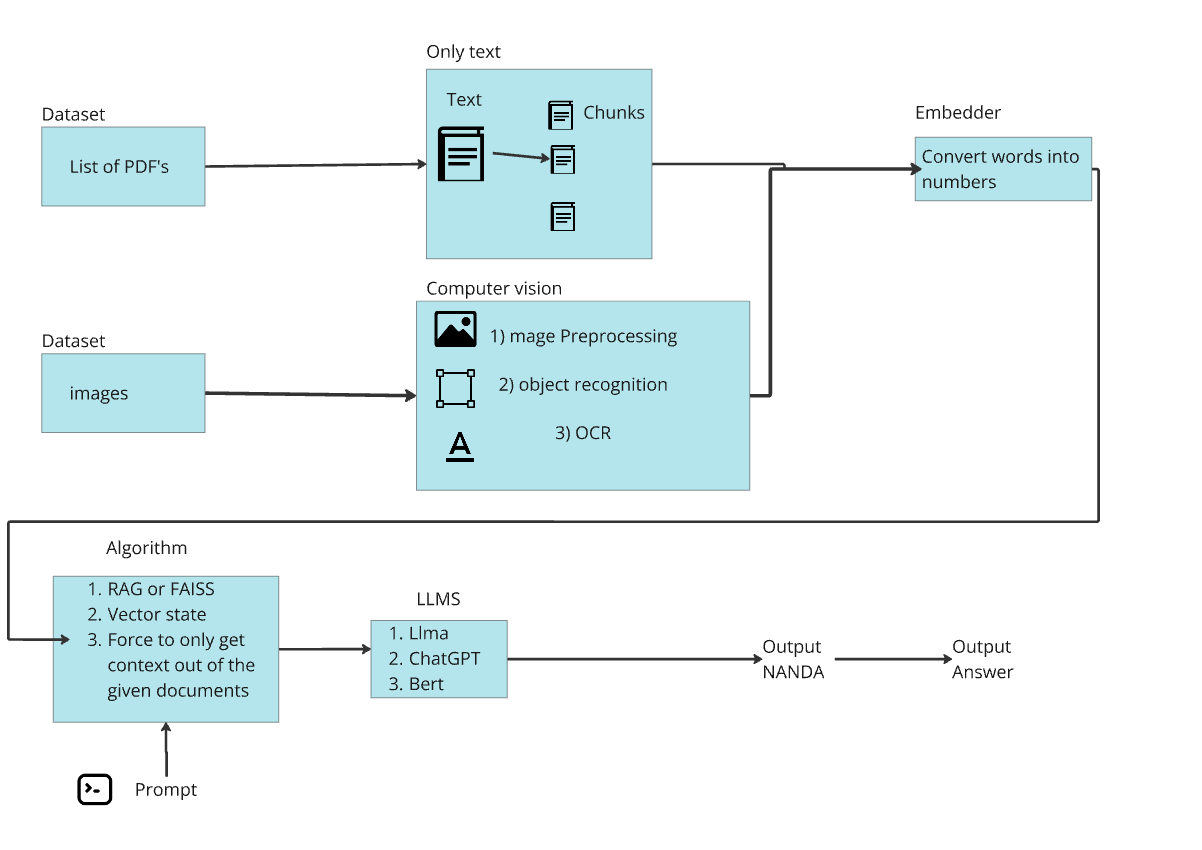 Only text
Dataset
Text
Chunks
Embedder
List of PDF's
Convert words into
numbers
Computer vision
Dataset
1) mage Preprocessing
images
2) object recognition
3) OCR
A
Algorithm
1. RAG or FAISS
2. Vector state
3. Force to only get
context out of the
given documents
LLMS
1. Llma
2. ChatGPT
3. Bert
Output
NANDA
Output
Answer
Prompt